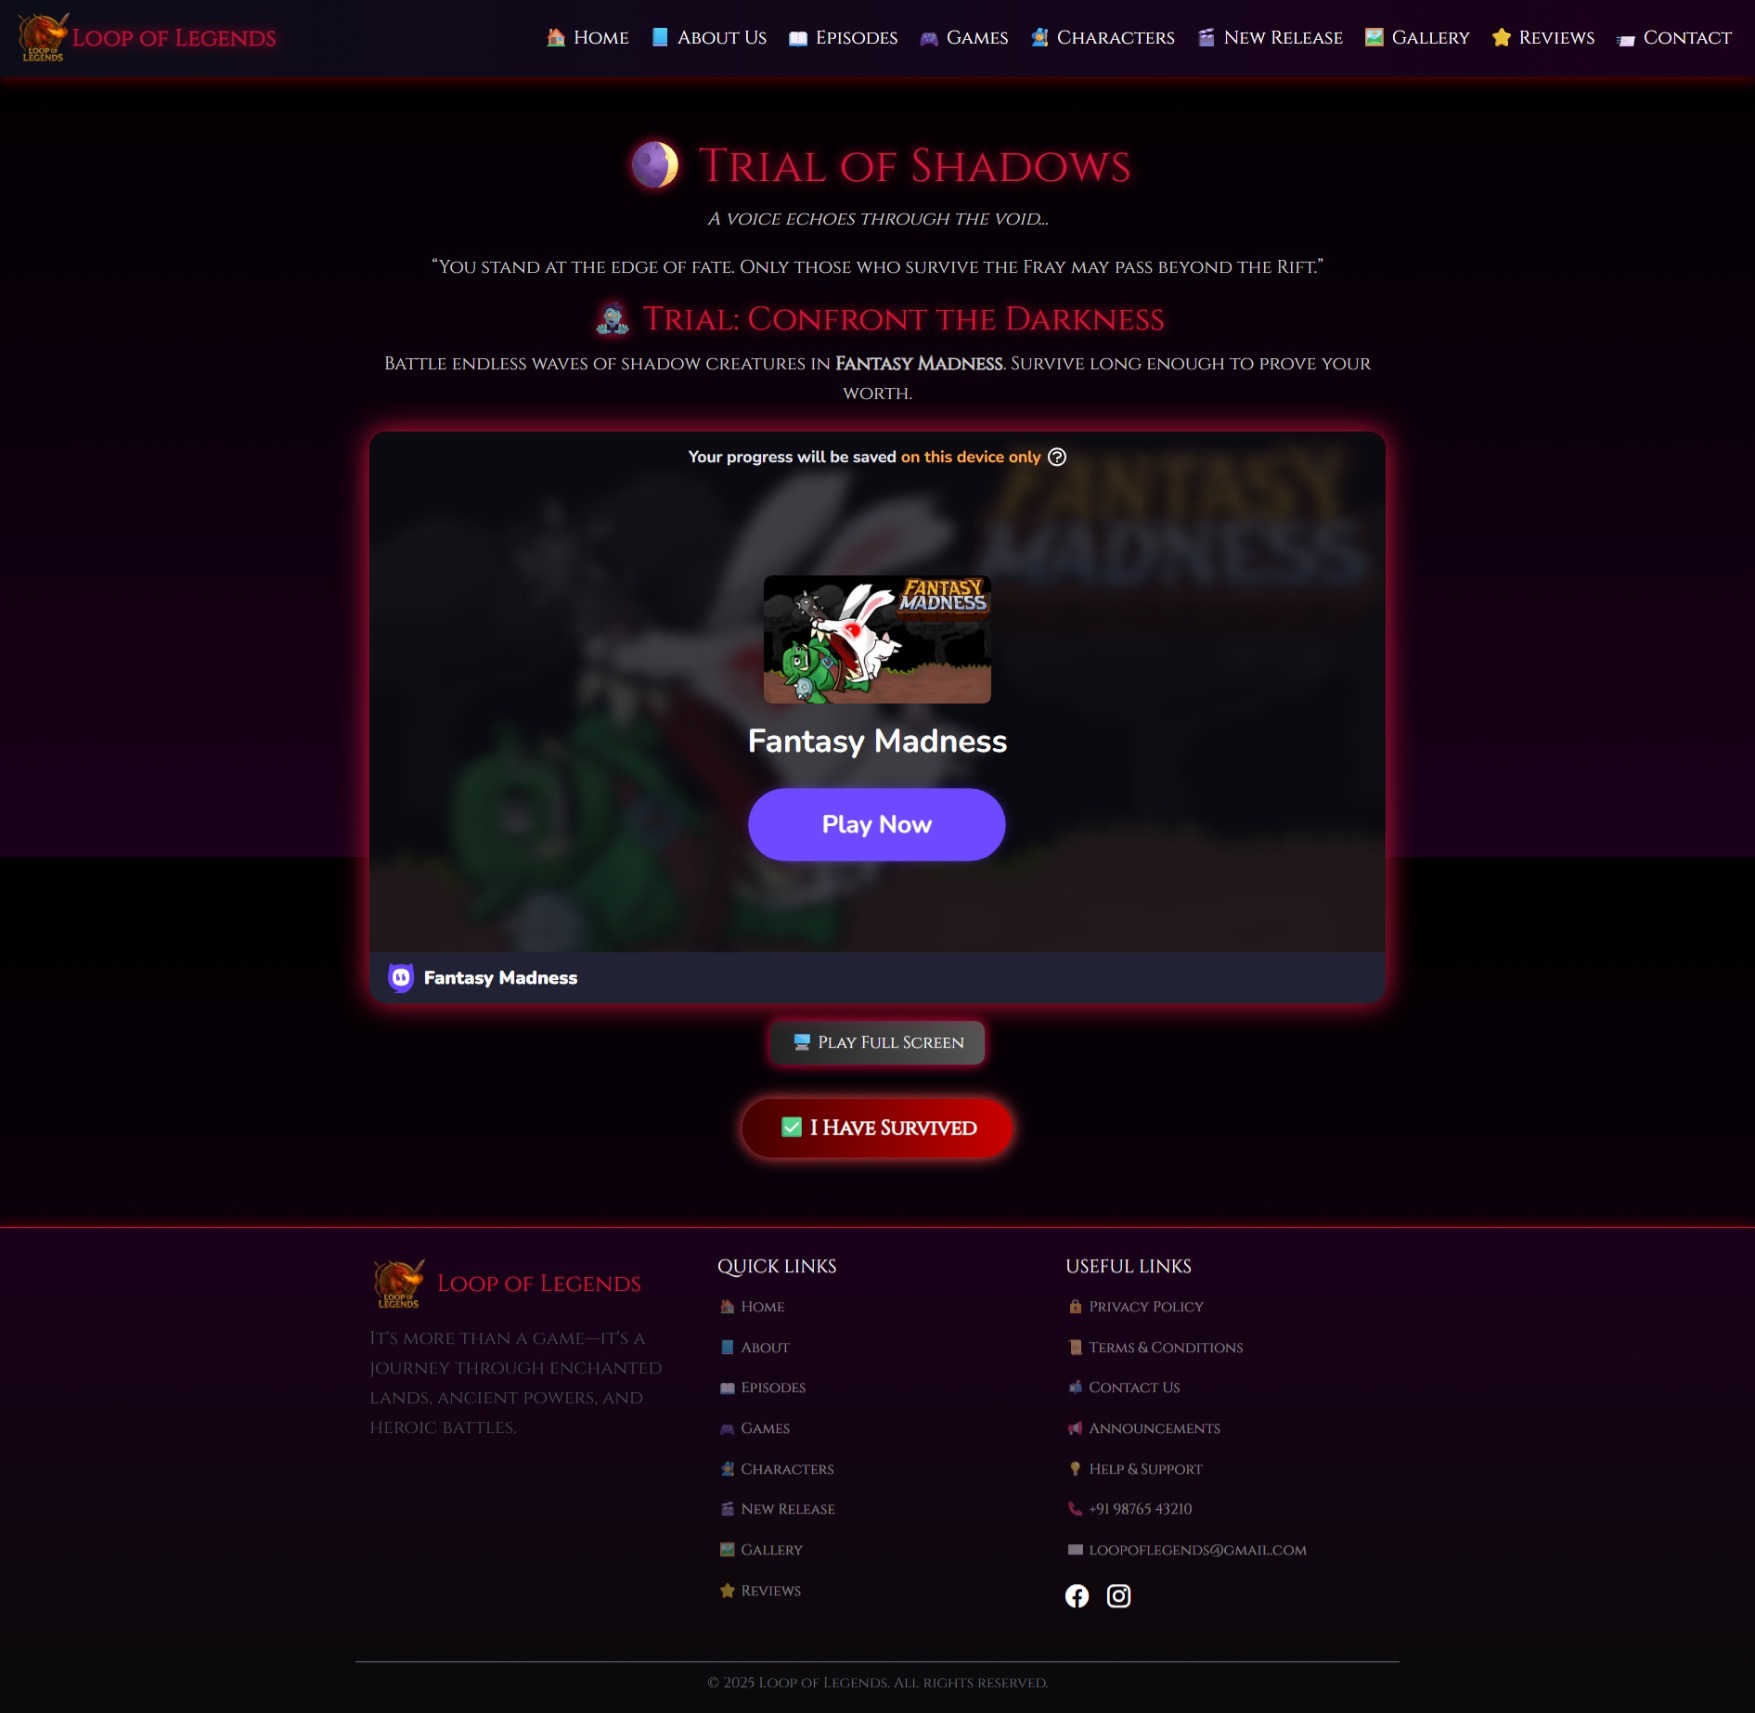 LOOP OF LEGENDS
Loop of Legends
Home
About Us
Episodes
Games
Characters
New Release
Gallery
Reviews
Contact
Trial of Shadows
A voice echoes through the void...
“You stand at the edge of fate. Only those who survive the Fray may pass beyond the Rift.”
Trial: Confront the Darkness
Battle endless waves of shadow creatures in Fantasy Madness. Survive long enough to prove your
worth.
Your progress will be saved on this device only
FANTASY
MADNESS
FANTASY
MADNESS
Fantasy Madness
Play Now
Fantasy Madness
Play Full Screen
I Have Survived
LOOP OF LEGENDS
Loop of Legends
It's more than a game—it's a
journey through enchanted
lands, ancient powers, and
heroic battles.
Quick Links
Home
About
Episodes
Games
Characters
New Release
Gallery
Reviews
Useful Links
Privacy Policy
Terms & Conditions
Contact Us
Announcements
Help & Support
+91 98765 43210
loopoflegends@gmail.com
© 2025 Loop of Legends. All rights reserved.